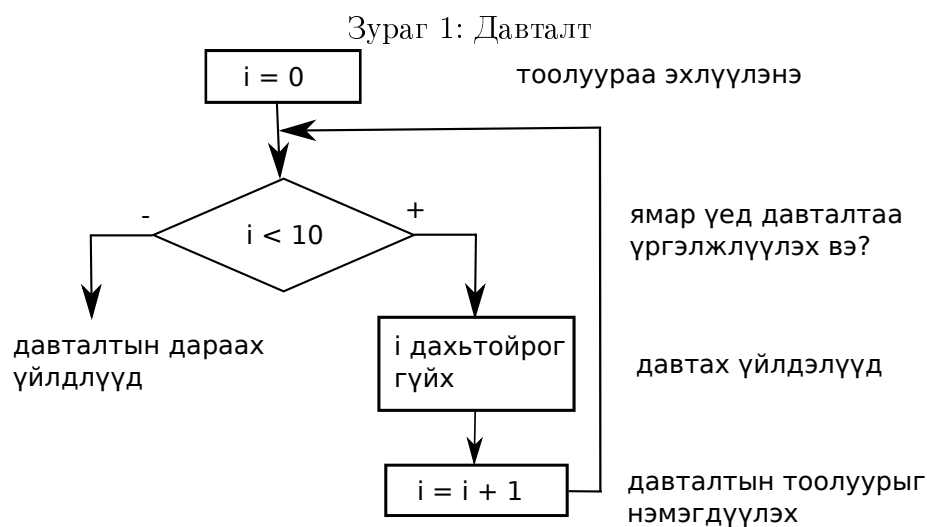 Зураг 1: Давталт
i = 0
тоолуураа эхлүүлэнэ
-
+
i < 10
ямар үед давталтаа
үргэлжлүүлэх вэ?
давталтын дараах
үйлдлүүд
i дахьтойрог
гүйх
давтах үйлдэлүүд
i = i + 1
давталтын тоолуурыг
нэмэгдүүлэх